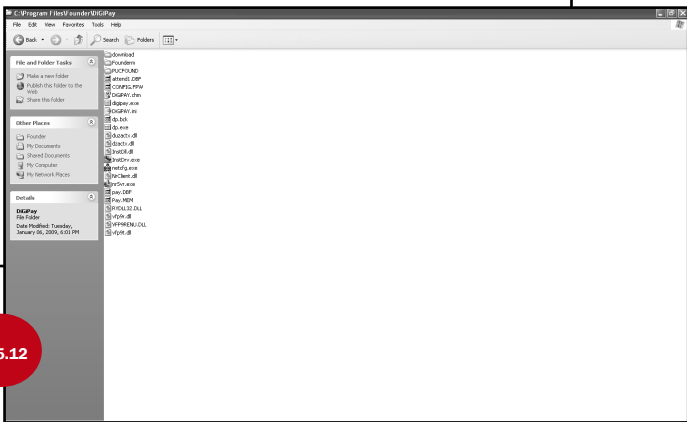 C:\Program Files\Founder\DIGiPay
File Edit View Favorites Tools Help
Back Search Folders
File and Folder Tasks
Make a new folder
Publish this folder to the
Web
Share this folder
Other Places
Founder
My Documents
Shared Documents
My Computer
My Network Places
Details
DIGiPay
File Folder
Date Modified: Tuesday,
January 06, 2009, 6:01 PM
download
Founderm
PUCFOUND
attend1.DBF
CONFIG.FPW
DIGiPAY.chm
digipay.exe
DIGiPAY.ini
dp.bck
dp.exe
duzactx.dll
dzactx.dll
InstDll.dll
InstDrv.exe
netcfg.exe
NrClient.dll
nrSvr.exe
pay.DBF
Pay.MEM
RYDLL32.DLL
vfp9r.dll
VFP9RENU.DLL
vfp9t.dll
5.12